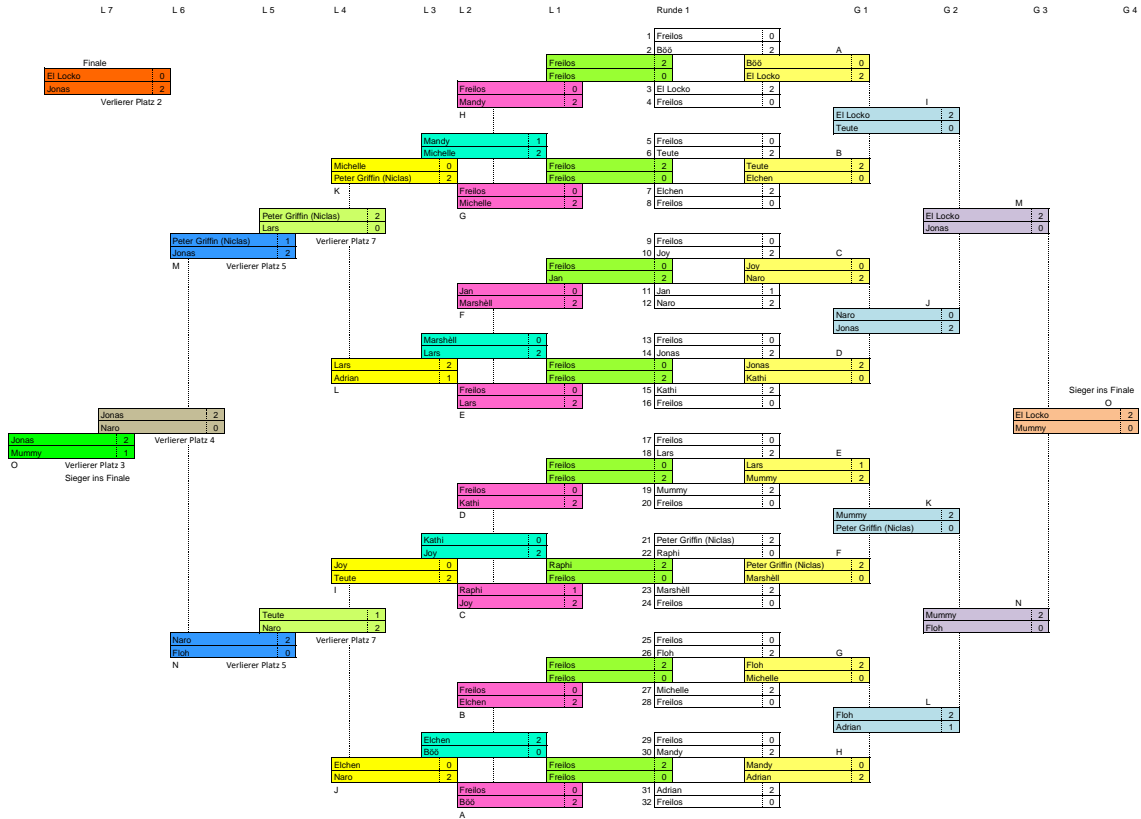 L 7 L 6 L 5 L 4 L 3 L 2 L 1 Runde 1 G 1 G 2 G 3 G 4
1 Freilos 0
2 Böö 2 A
Finale Freilos 2 Böö 0
El Locko 0 Freilos 0 El Locko 2
Jonas 2 Freilos 0 3 El Locko 2
Verlierer Platz 2 Mandy 2 4 Freilos 0 I
H El Locko 2
Teute 0
Mandy 1 5 Freilos 0
Michelle 2 6 Teute 2 B
Michelle 0 Freilos 2 Teute 2
Peter Griffin (Niclas) 2 Freilos 0 Elchen 0
K Freilos 0 7 Elchen 2
Michelle 2 8 Freilos 0 M
Peter Griffin (Niclas) 2 G El Locko 2
Lars 0 Jonas 0
Peter Griffin (Niclas) 1 Verlierer Platz 7 9 Freilos 0
Jonas 2 10 Joy 2 C
M Verlierer Platz 5 Freilos 0 Joy 0
Jan 2 Naro 2
Jan 0 11 Jan 1
Marshèll 2 12 Naro 2 J
F Naro 0
Jonas 2
Marshèll 0 13 Freilos 0
Lars 2 14 Jonas 2 D
Lars 2 Freilos 0 Jonas 2
Adrian 1 Freilos 2 Kathi 0
L Freilos 0 15 Kathi 2 Sieger ins Finale
Lars 2 16 Freilos 0 O
Jonas 2 E El Locko 2
Naro 0 Mummy 0
Jonas 2 Verlierer Platz 4 17 Freilos 0
Mummy 1 18 Lars 2 E
O Verlierer Platz 3 Freilos 0 Lars 1
Sieger ins Finale Freilos 2 Mummy 2
Freilos 0 19 Mummy 2
Kathi 2 20 Freilos 0 K
D Mummy 2
Peter Griffin (Niclas) 0
Kathi 0 21 Peter Griffin (Niclas) 2
Joy 2 22 Raphi 0 F
Joy 0 Raphi 2 Peter Griffin (Niclas) 2
Teute 2 Freilos 0 Marshèll 0
I Raphi 1 23 Marshèll 2
Joy 2 24 Freilos 0 N
Teute 1 C Mummy 2
Naro 2 Floh 0
Naro 2 Verlierer Platz 7 25 Freilos 0
Floh 0 26 Floh 2 G
N Verlierer Platz 5 Freilos 2 Floh 2
Freilos 0 Michelle 0
Freilos 0 27 Michelle 2
Elchen 2 28 Freilos 0 L
B Floh 2
Adrian 1
Elchen 2 29 Freilos 0
Böö 0 30 Mandy 2 H
Elchen 0 Freilos 2 Mandy 0
Naro 2 Freilos 0 Adrian 2
J Freilos 0 31 Adrian 2
Böö 2 32 Freilos 0
A